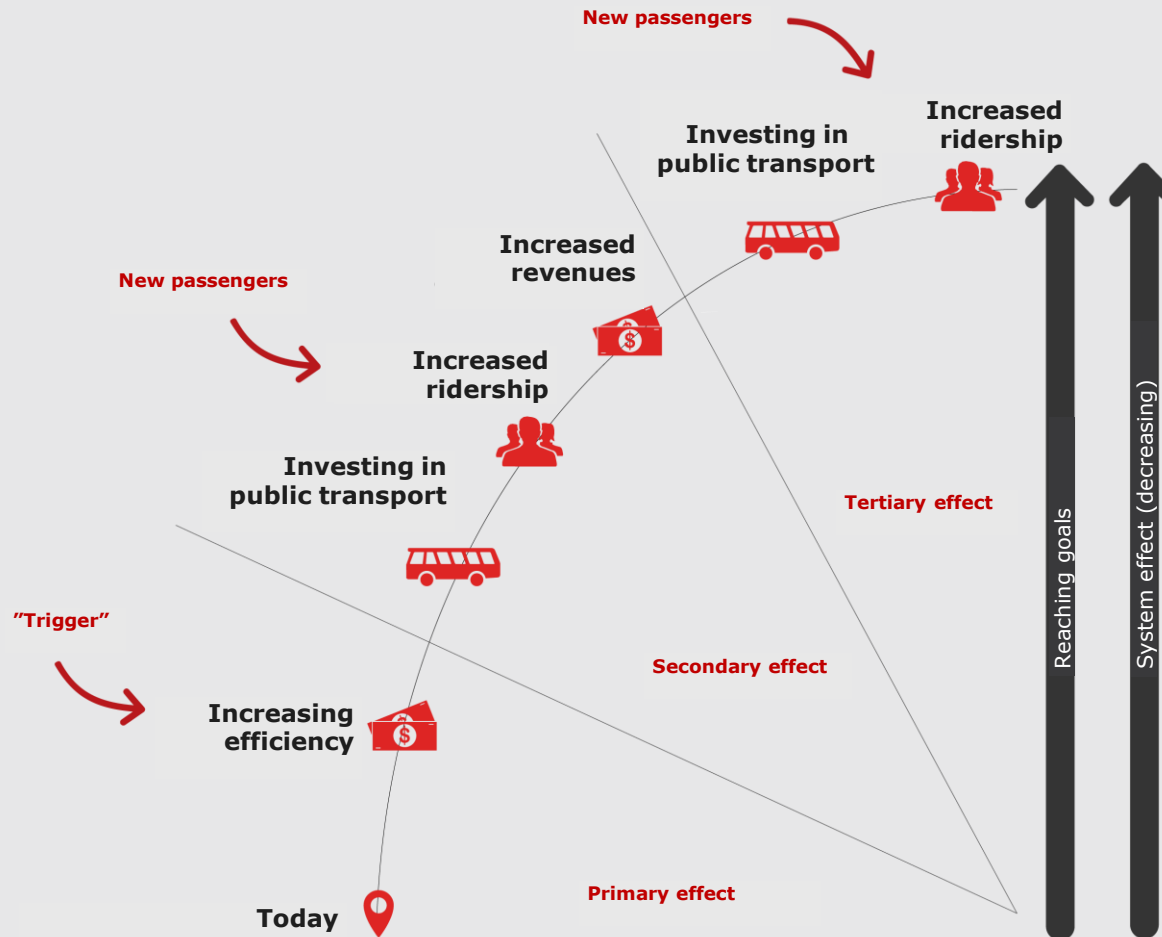 New passengers
Increased
ridership
Investing in
public transport
Increased
revenues
New passengers
Increased
ridership
Investing in
public transport
Tertiary effect
Reaching goals
System effect (decreasing)
”Trigger”
Secondary effect
Increasing
efficiency
$
$
Primary effect
Today